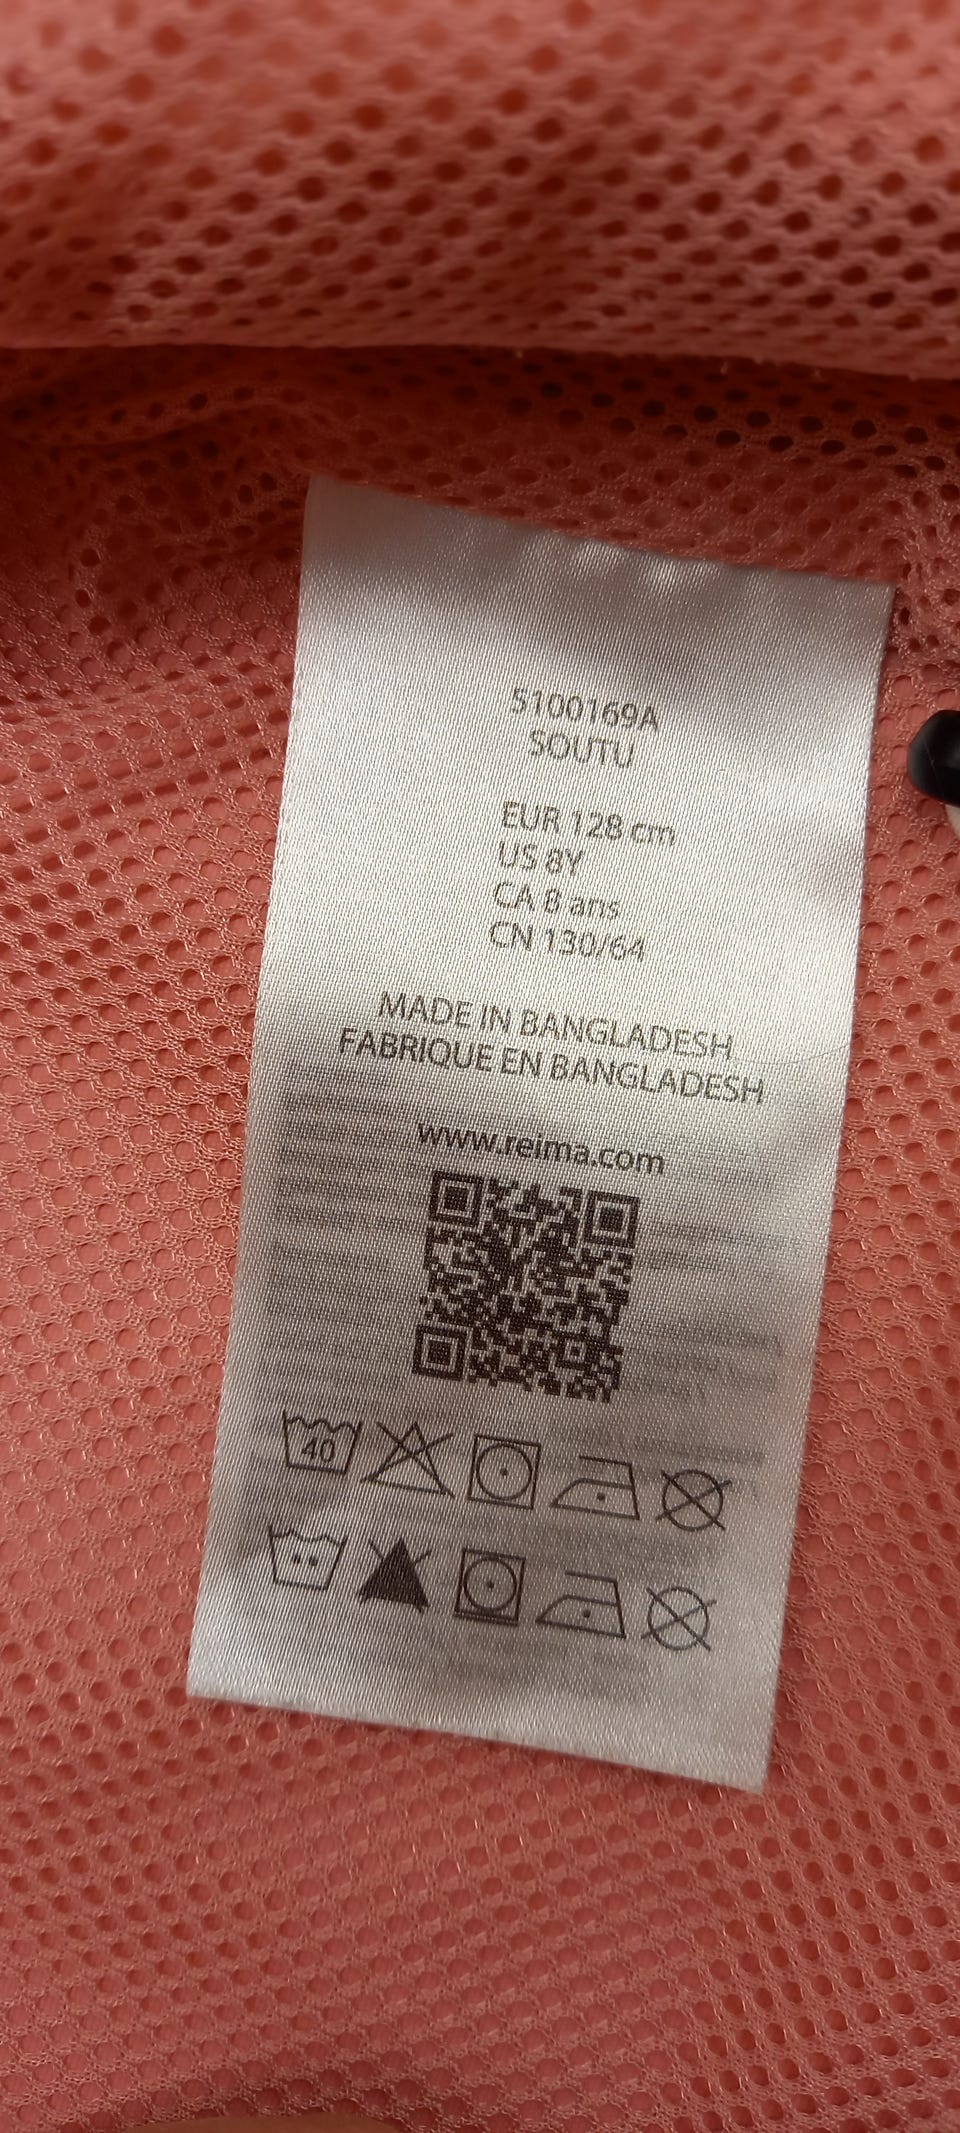 5100169A
SOUTU
EUR 128 cm
US 8Y
CA 8 ans
CN 130/64
MADE IN BANGLADESH
FABRIQUE EN BANGLADESH
www.reima.com
40